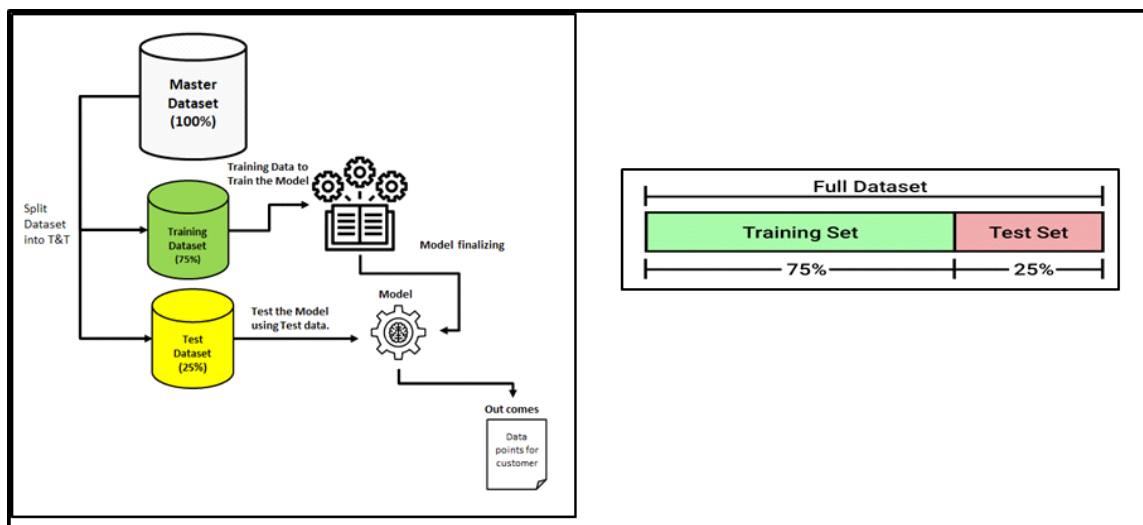 Master
Dataset
(100%)
Training Data to
Train the Model
Split
Dataset
into T&T
Training
Dataset
(75%)
Model finalizing
Model
Test the Model
using Test data.
Test
Dataset
(25%)
Out comes
Data
points for
customer
Full Dataset
Training Set
Test Set
75%
25%